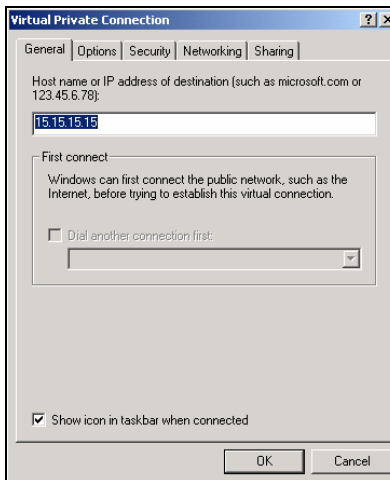 Virtual Private Connection
General Options Security Networking Sharing
Host name or IP address of destination (such as microsoft.com or
123.45.6.78):
15.15.15.15
First connect
Windows can first connect the public network, such as the
Internet, before trying to establish this virtual connection.
Dial another connection first:
Show icon in taskbar when connected
OK Cancel